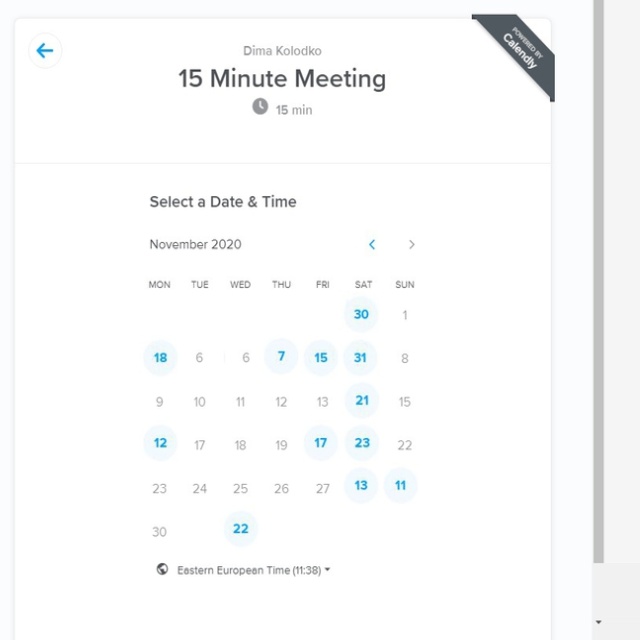 Dima Kolodko
POWERED BY
Calendly
15 Minute Meeting
15 min
Select a Date & Time
November 2020
MON TUE WED THU FRI SAT SUN
30 1
18 6 6 7 15 31 8
9 10 11 12 13 21 15
12 17 18 19 17 23 22
23 24 25 26 27 13 11
30 22
Eastern European Time (11:38)